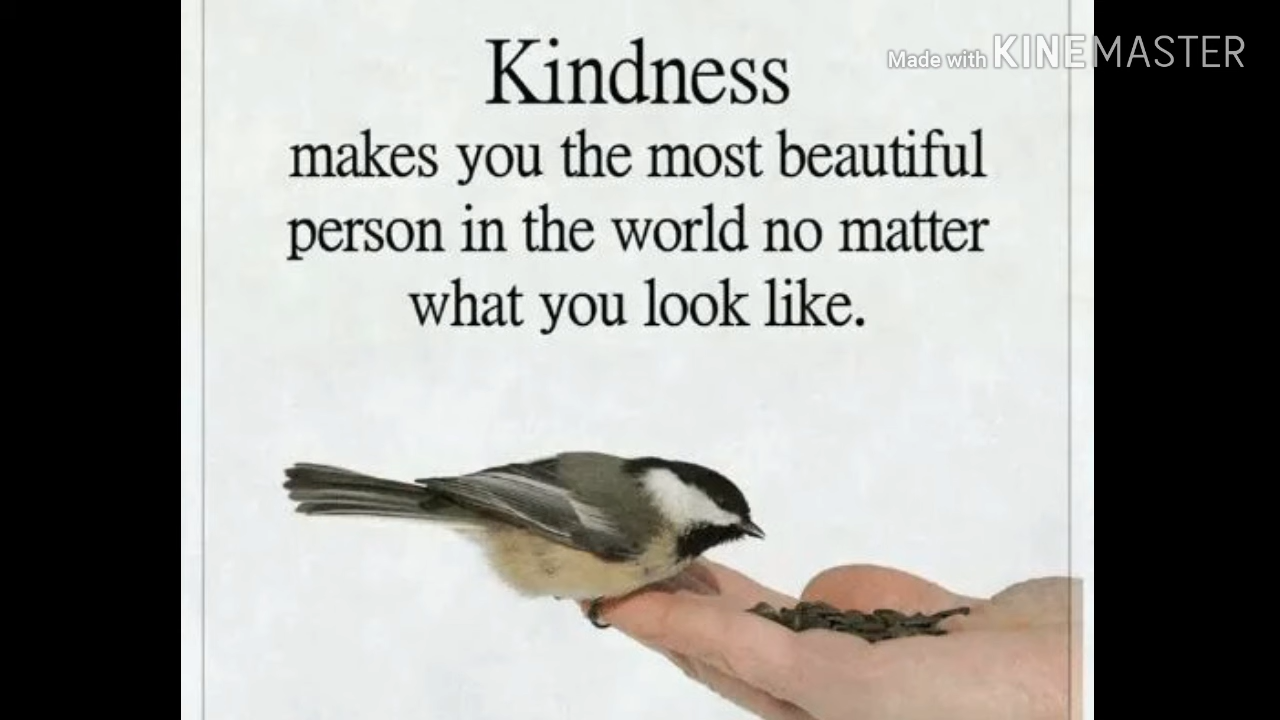 Kindness
Made with KINEMASTER
makes you the most beautiful
person in the world no matter
what you look like.